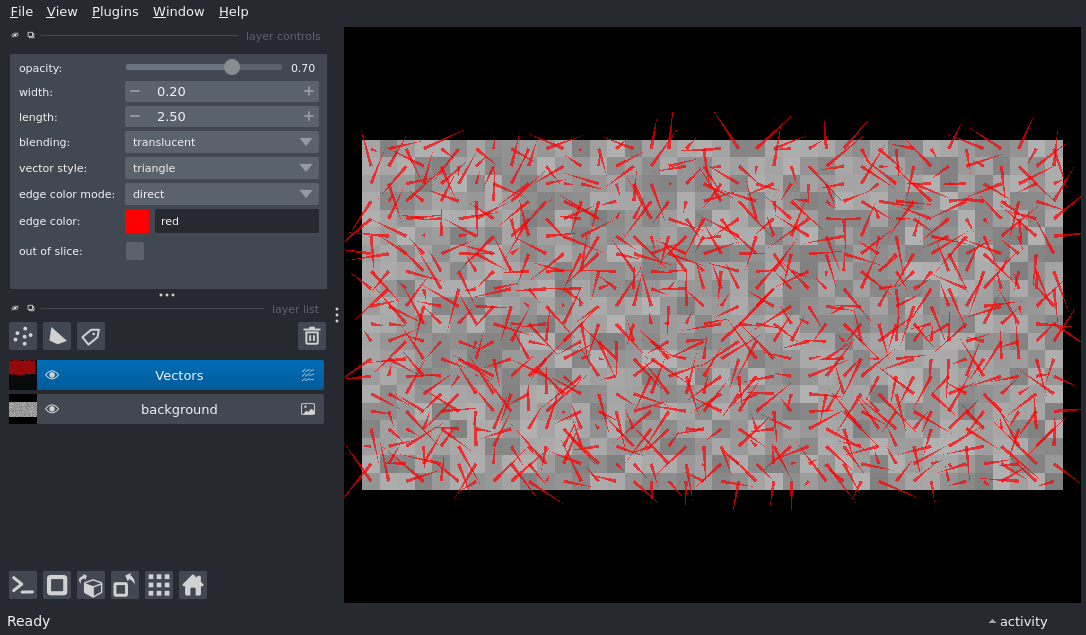 File View Plugins Window Help
layer controls
opacity: 0.70
width: − 0.20 +
length: − 2.50 +
blending: translucent
vector style: triangle
edge color mode: direct
edge color: red
out of slice:
layer list
Vectors
background
Ready activity